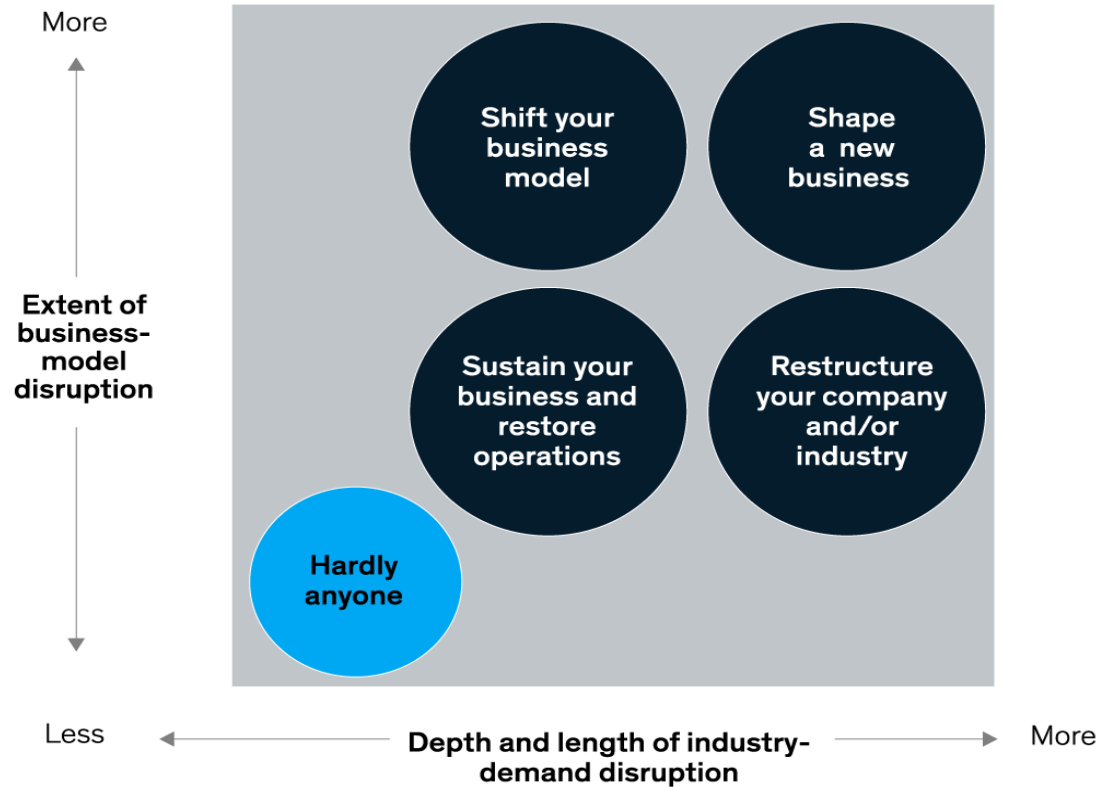 More
Shift your
business
model
Shape
a new
business
Extent of
business-
model
disruption
Sustain your
business and
restore
operations
Restructure
your company
and/or
industry
Hardly
anyone
Less
Depth and length of industry-
demand disruption
More